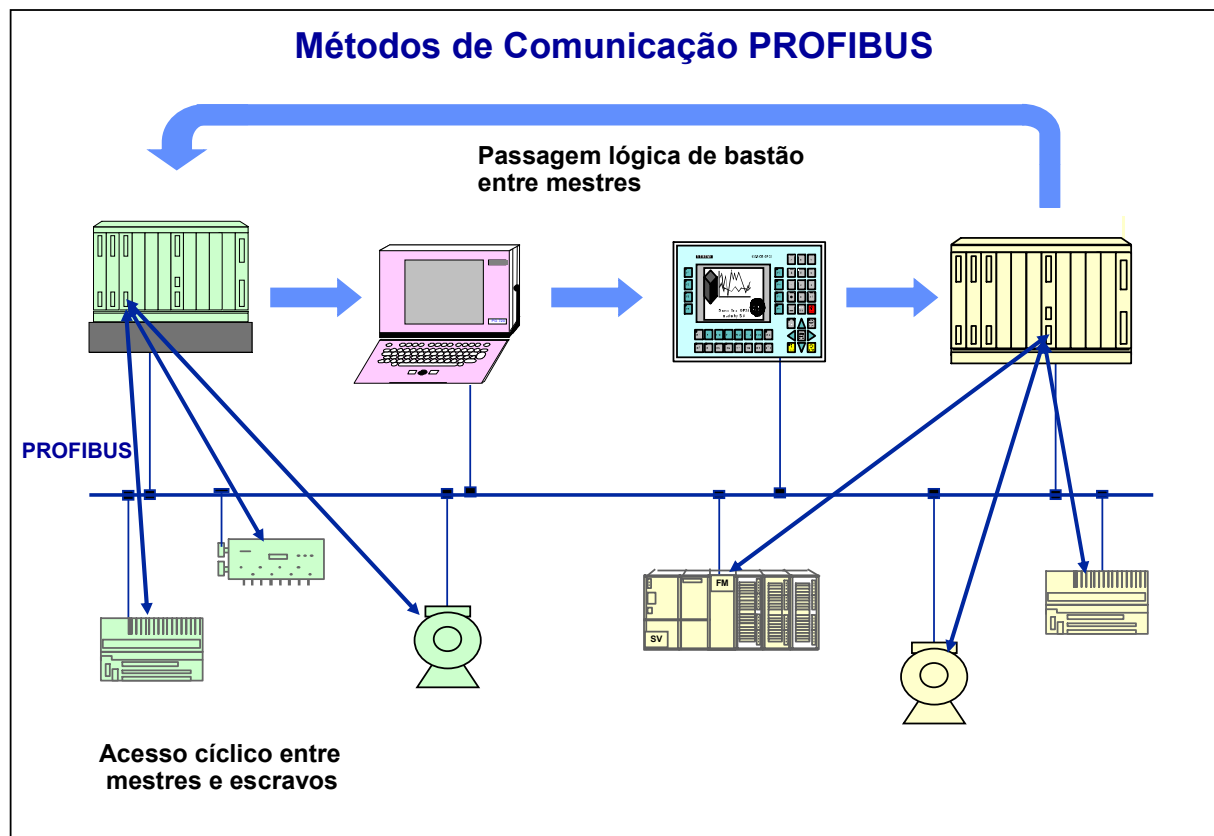 Métodos de Comunicação PROFIBUS
Passagem lógica de bastão
entre mestres
PROFIBUS
FM
SV
Acesso cíclico entre
mestres e escravos